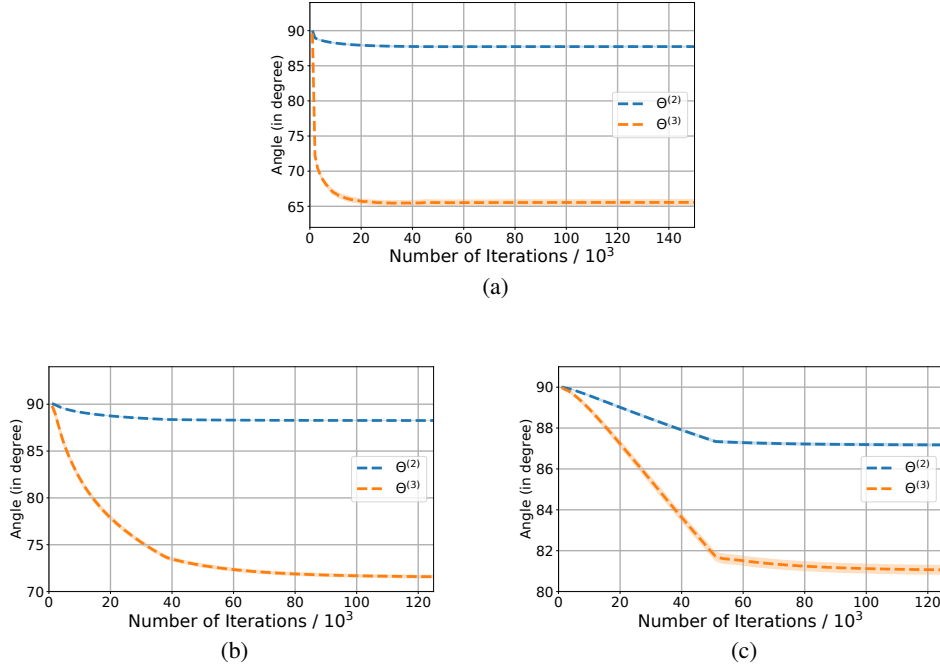 90
85
80
75
70
65
Angle (in degree)
Θ(2)
Θ(3)
0 20 40 60 80 100 120 140
Number of Iterations / 10³
(a)
90
85
80
75
70
Angle (in degree)
Θ(2)
Θ(3)
0 20 40 60 80 100 120
Number of Iterations / 10³
(b)
90
88
86
84
82
80
Angle (in degree)
Θ(2)
Θ(3)
0 20 40 60 80 100 120
Number of Iterations / 10³
(c)